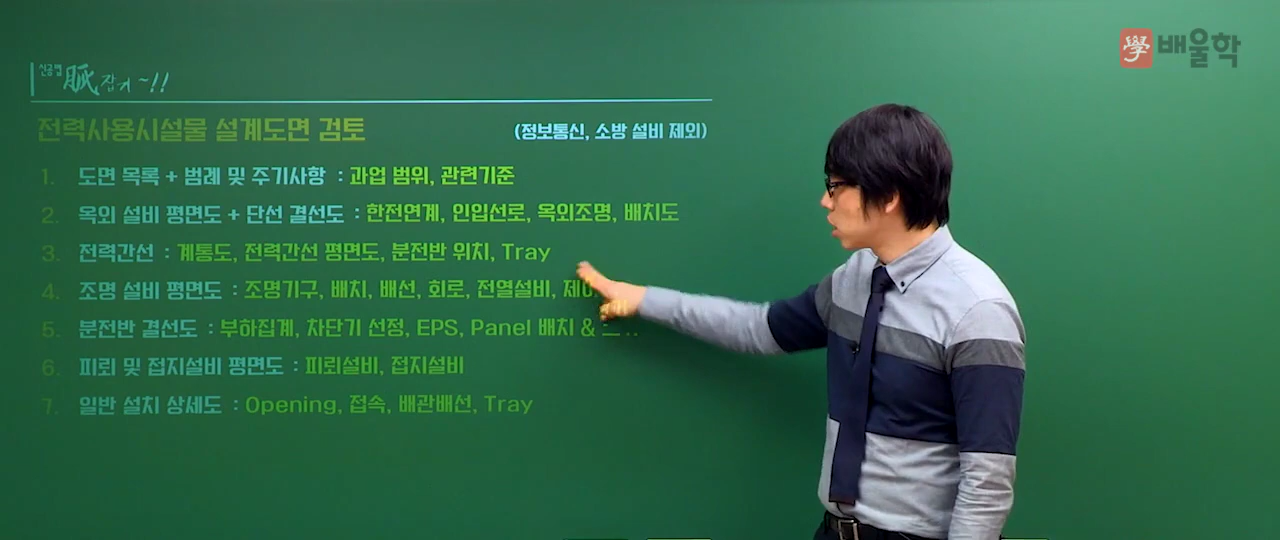 學 배울학
신공법 脈 잡기 ~!!
전력사용시설물 설계도면 검토 (정보통신, 소방 설비 제외)
1. 도면 목록 + 범례 및 주기사항 : 과업 범위, 관련기준
2. 옥외 설비 평면도 + 단선 결선도 : 한전연계, 인입선로, 옥외조명, 배치도
3. 전력간선 : 계통도, 전력간선 평면도, 분전반 위치, Tray
4. 조명 설비 평면도 : 조명기구, 배치, 배선, 회로, 전열설비,
5. 분전반 결선도 : 부하집계, 차단기 선정, EPS, Panel 배치 &
6. 피뢰 및 접지설비 평면도 : 피뢰설비, 접지설비
7. 일반 설치 상세도 : Opening, 접속, 배관배선, Tray